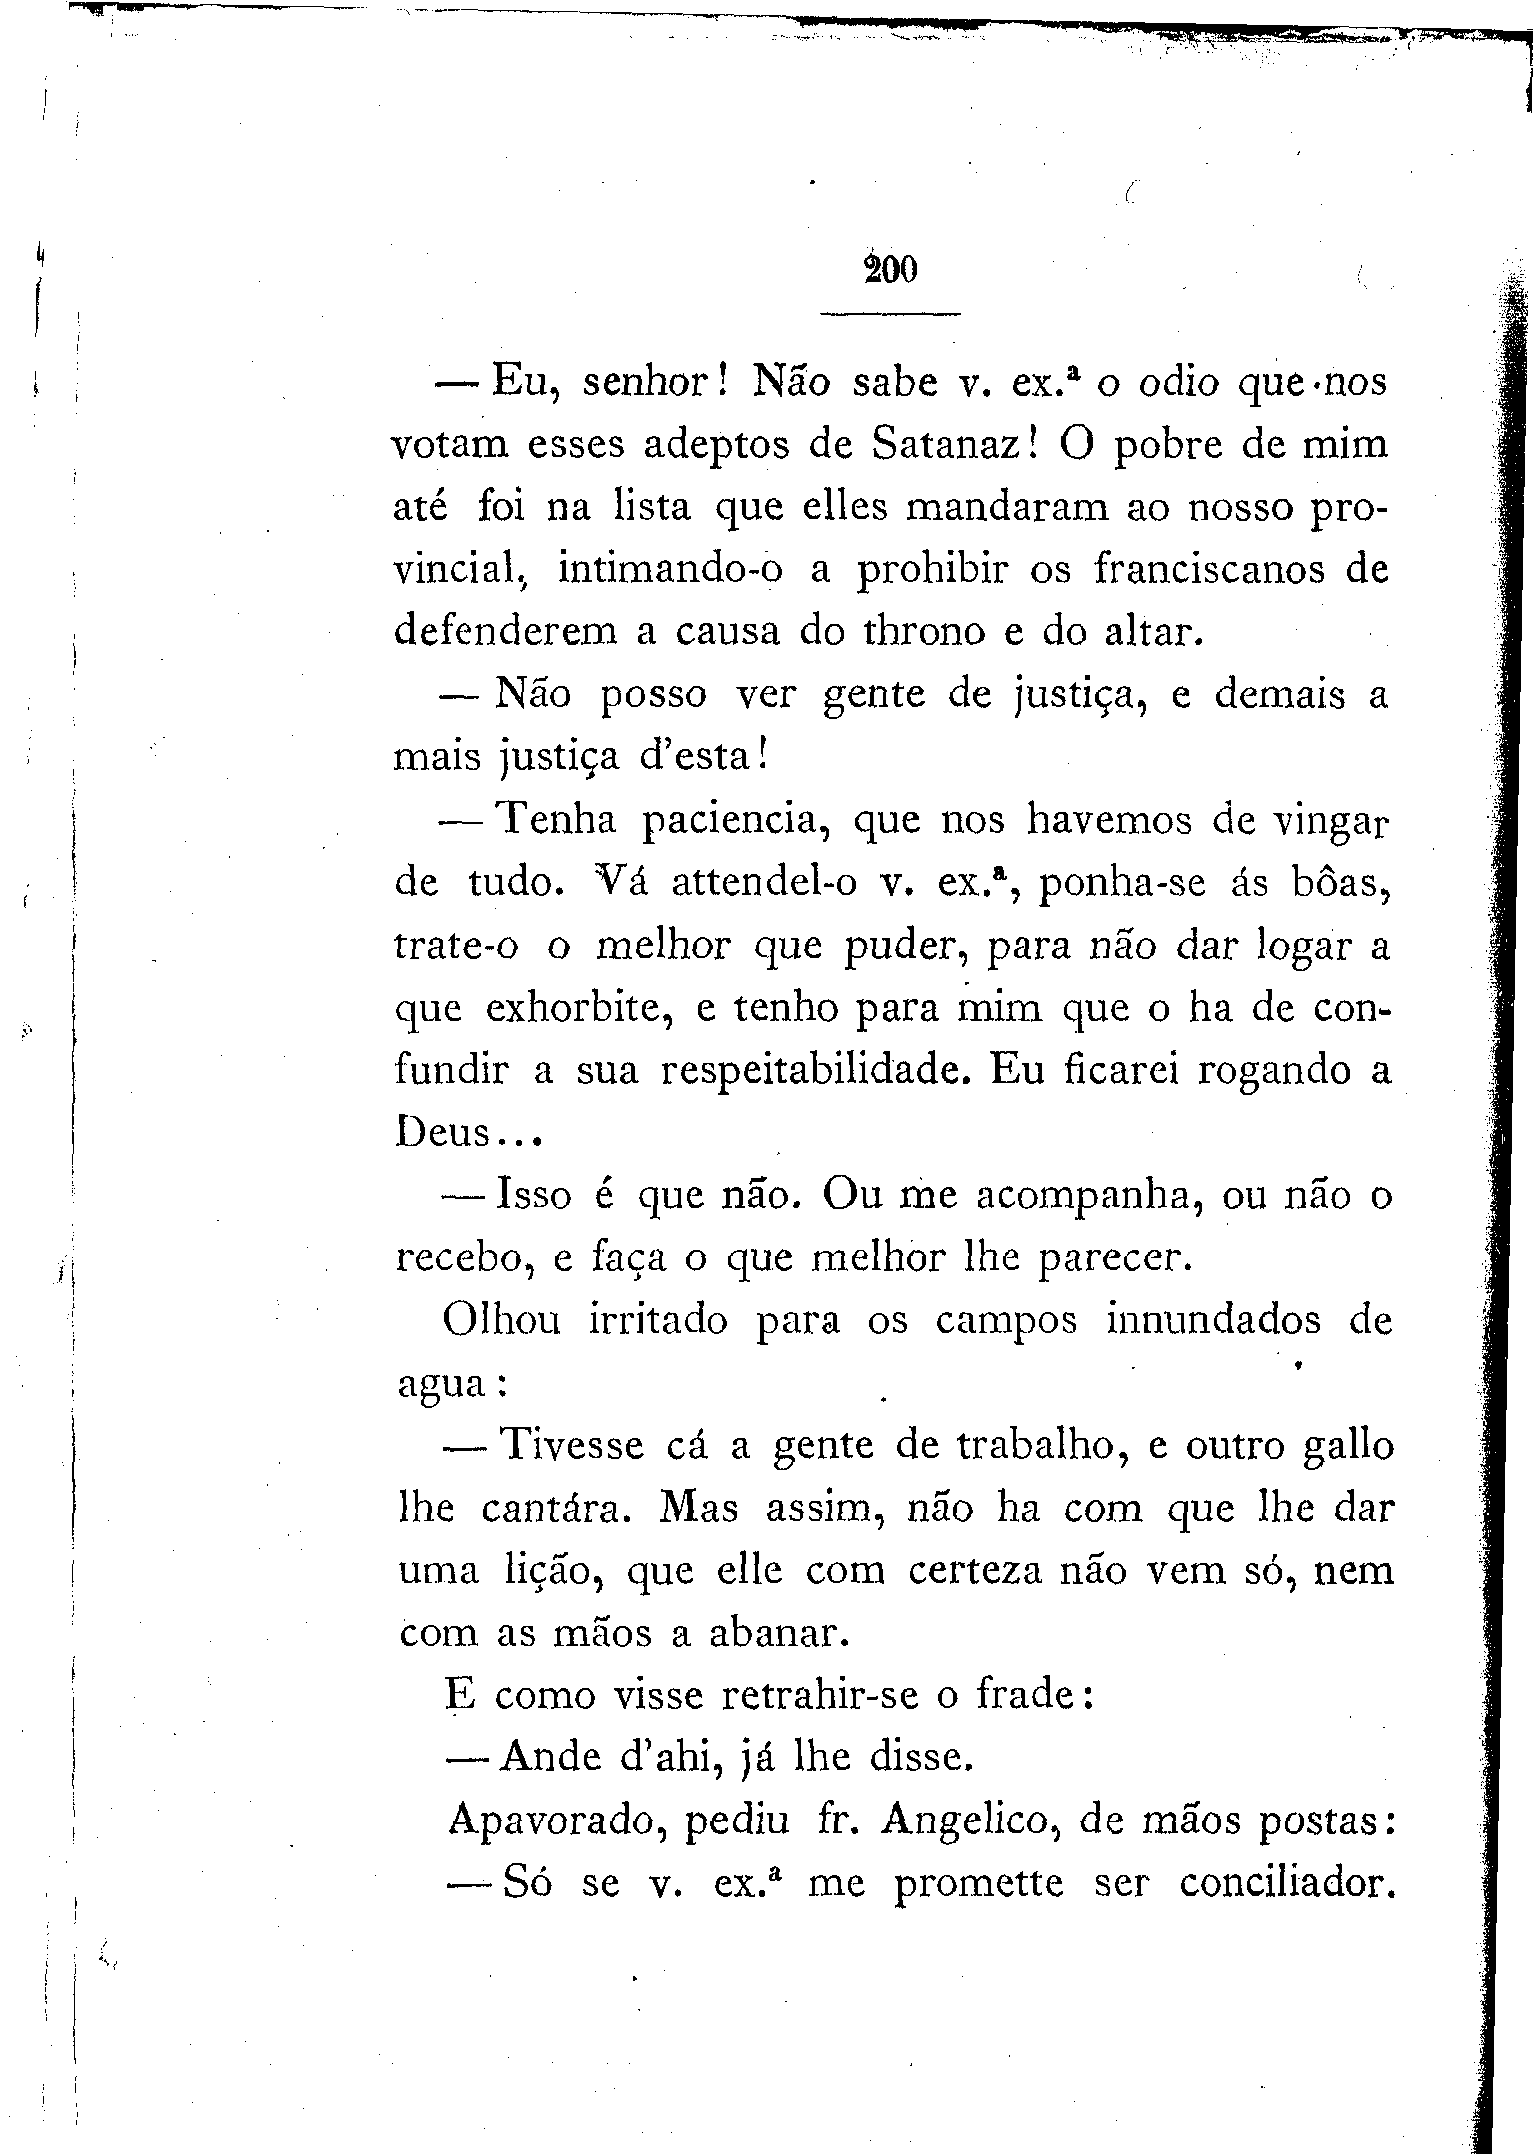 200
— Eu, senhor! Não sabe v. ex.ª o odio que nos
votam esses adeptos de Satanaz! O pobre de mim
até foi na lista que elles mandaram ao nosso pro-
vincial, intimando-o a prohibir os franciscanos de
defenderem a causa do throno e do altar.
— Não posso ver gente de justiça, e demais a
mais justiça d'esta!
— Tenha paciencia, que nos havemos de vingar
de tudo. Vá attendel-o v. ex.ª, ponha-se ás bôas,
trate-o o melhor que puder, para não dar logar a
que exhorbite, e tenho para mim que o ha de con-
fundir a sua respeitabilidade. Eu ficarei rogando a
Deus...
— Isso é que não. Ou me acompanha, ou não o
recebo, e faça o que melhor lhe parecer.
Olhou irritado para os campos innundados de
agua:
— Tivesse cá a gente de trabalho, e outro gallo
lhe cantára. Mas assim, não ha com que lhe dar
uma lição, que elle com certeza não vem só, nem
com as mãos a abanar.
E como visse retrahir-se o frade:
— Ande d'ahi, já lhe disse.
Apavorado, pediu fr. Angelico, de mãos postas:
— Só se v. ex.ª me promette ser conciliador.